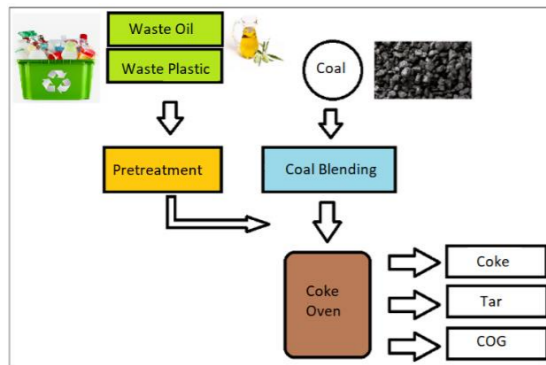 Waste Oil
Waste Plastic
Coal
Pretreatment
Coal Blending
Coke
Oven
Coke
Tar
COG